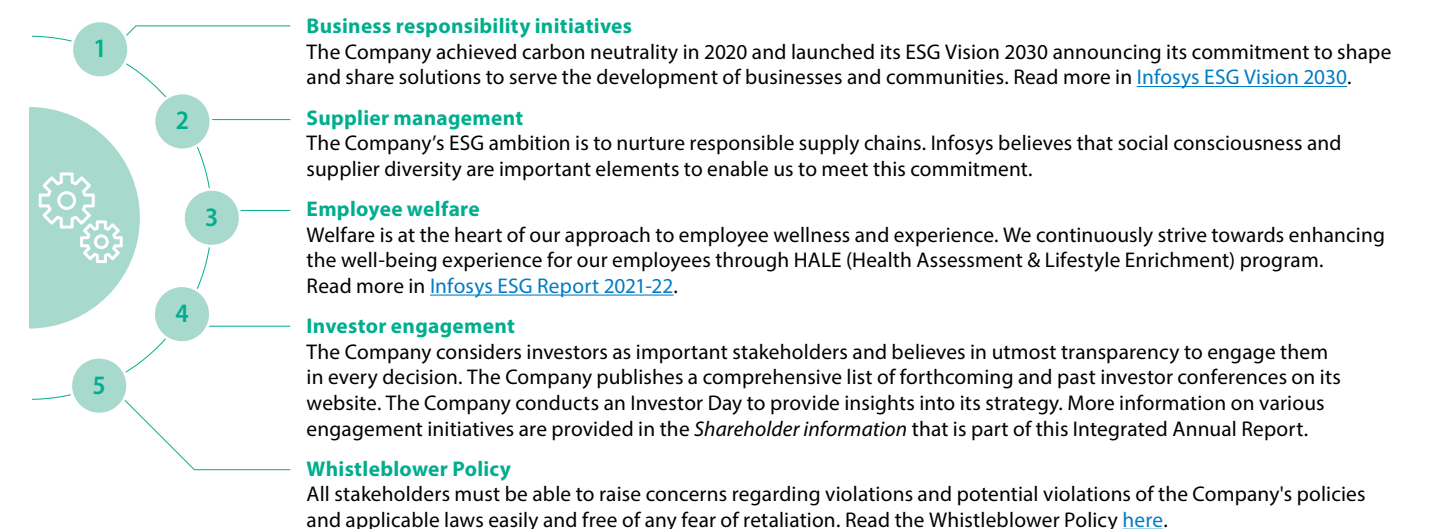 1
Business responsibility initiatives
The Company achieved carbon neutrality in 2020 and launched its ESG Vision 2030 announcing its commitment to shape
and share solutions to serve the development of businesses and communities. Read more in Infosys ESG Vision 2030.
2
Supplier management
The Company’s ESG ambition is to nurture responsible supply chains. Infosys believes that social consciousness and
supplier diversity are important elements to enable us to meet this commitment.
3
Employee welfare
Welfare is at the heart of our approach to employee wellness and experience. We continuously strive towards enhancing
the well-being experience for our employees through HALE (Health Assessment & Lifestyle Enrichment) program.
Read more in Infosys ESG Report 2021-22.
4
Investor engagement
The Company considers investors as important stakeholders and believes in utmost transparency to engage them
in every decision. The Company publishes a comprehensive list of forthcoming and past investor conferences on its
website. The Company conducts an Investor Day to provide insights into its strategy. More information on various
engagement initiatives are provided in the Shareholder information that is part of this Integrated Annual Report.
5
Whistleblower Policy
All stakeholders must be able to raise concerns regarding violations and potential violations of the Company's policies
and applicable laws easily and free of any fear of retaliation. Read the Whistleblower Policy here.